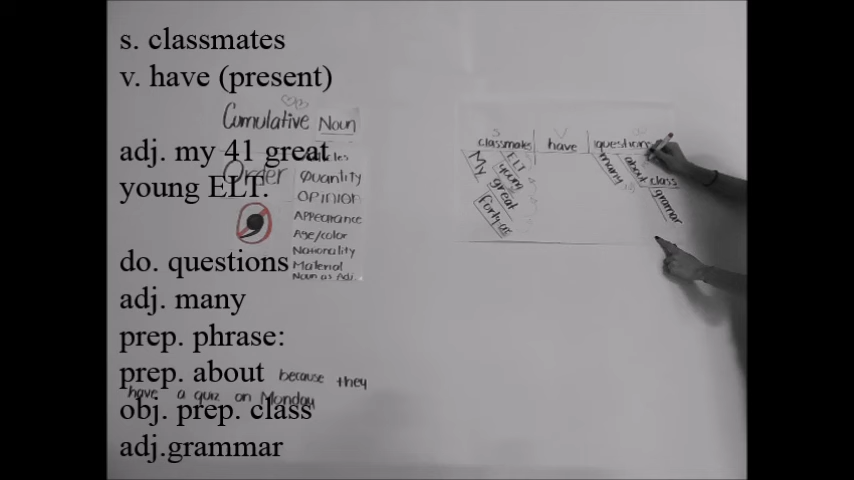 s. classmates
v. have (present)
adj. my 41 great
young ELT.
do. questions
adj. many
prep. phrase:
prep. about
obj. prep. class
adj.grammar
Cumulative Noun
Order
Quantity
OPINION
APPearance
Age/color
Nationality
Material
Noun as Adj.
because they
have a quiz on Monday
S V
classmates have questions
My ELT young great forty
many about class grammar